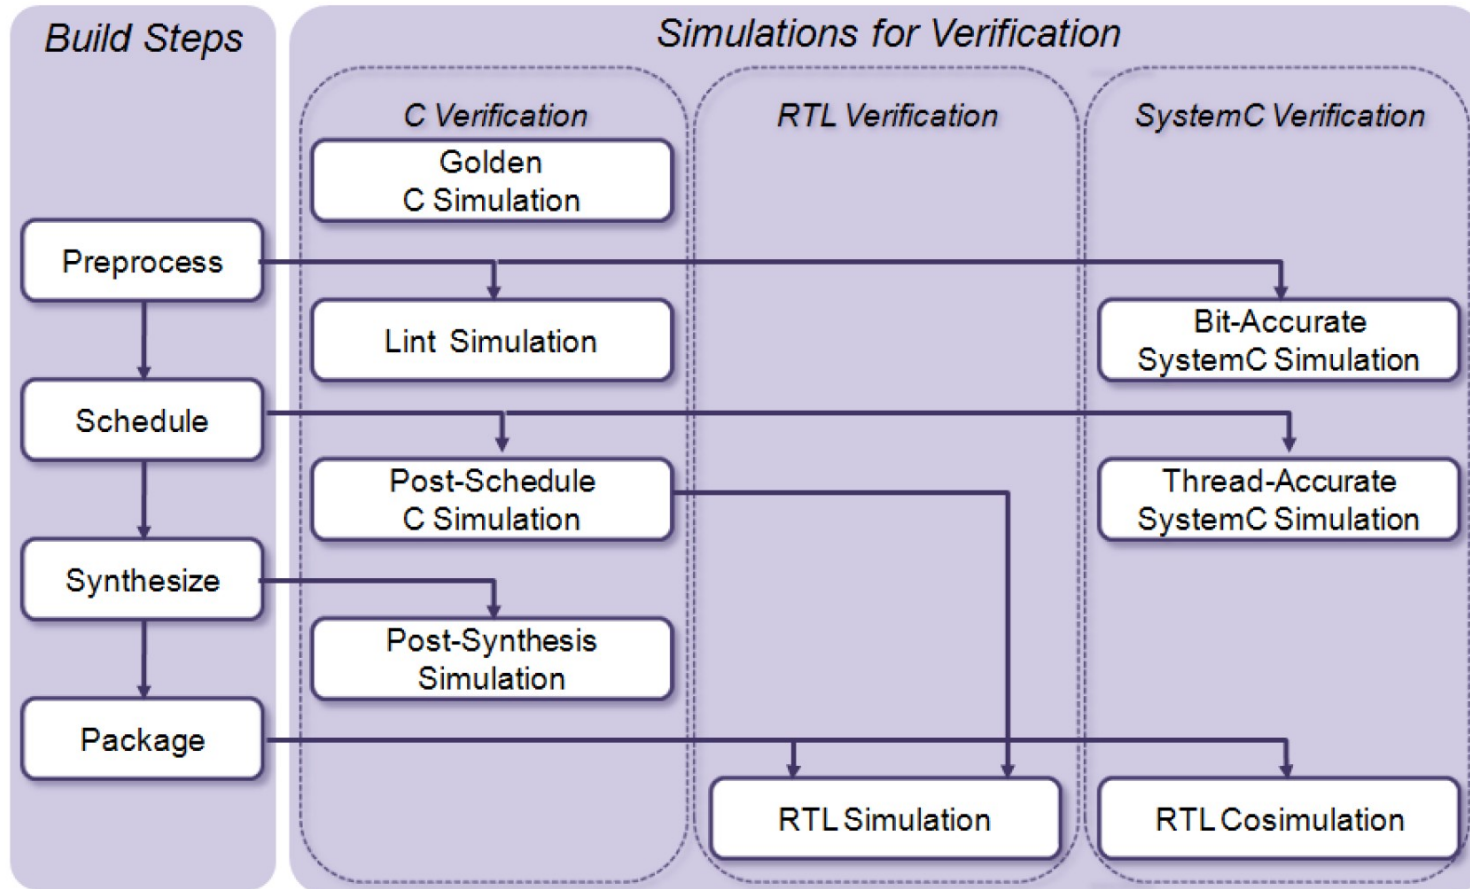 Build Steps
Simulations for Verification
C Verification
RTL Verification
SystemC Verification
Golden
C Simulation
Preprocess
Lint Simulation
Bit-Accurate
SystemC Simulation
Schedule
Post-Schedule
C Simulation
Thread-Accurate
SystemC Simulation
Synthesize
Post-Synthesis
Simulation
Package
RTL Simulation
RTL Cosimulation